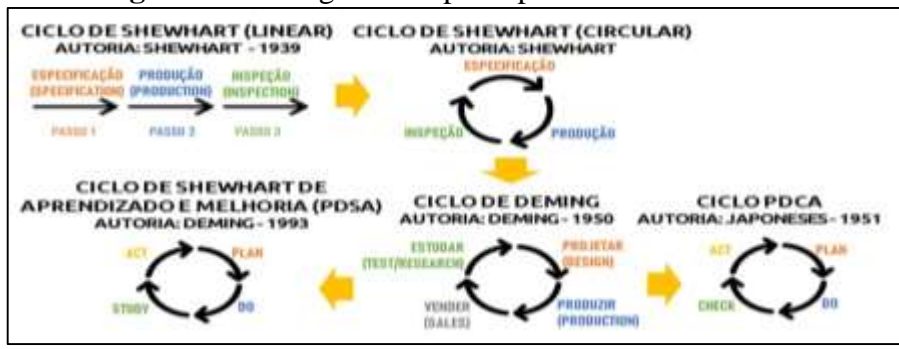 CICLO DE SHEWHART (LINEAR)
AUTORIA: SHEWHART - 1939
ESPECIFICAÇÃO
(SPECIFICATION)
PRODUÇÃO
(PRODUCTION)
INSPEÇÃO
(INSPECTION)
PASSO 1
PASSO 2
PASSO 3
CICLO DE SHEWHART (CIRCULAR)
AUTORIA: SHEWHART
ESPECIFICAÇÃO
INSPEÇÃO
PRODUÇÃO
CICLO DE SHEWHART DE
APRENDIZADO E MELHORIA (PDSA)
AUTORIA: DEMING - 1993
ACT
PLAN
STUDY
DO
CICLO DE DEMING
AUTORIA: DEMING - 1950
ESTUDAR
(TEST/RESEARCH)
PROJETAR
(DESIGN)
VENDER
(SALES)
PRODUZIR
(PRODUCTION)
CICLO PDCA
AUTORIA: JAPONESES - 1951
ACT
PLAN
CHECK
DO